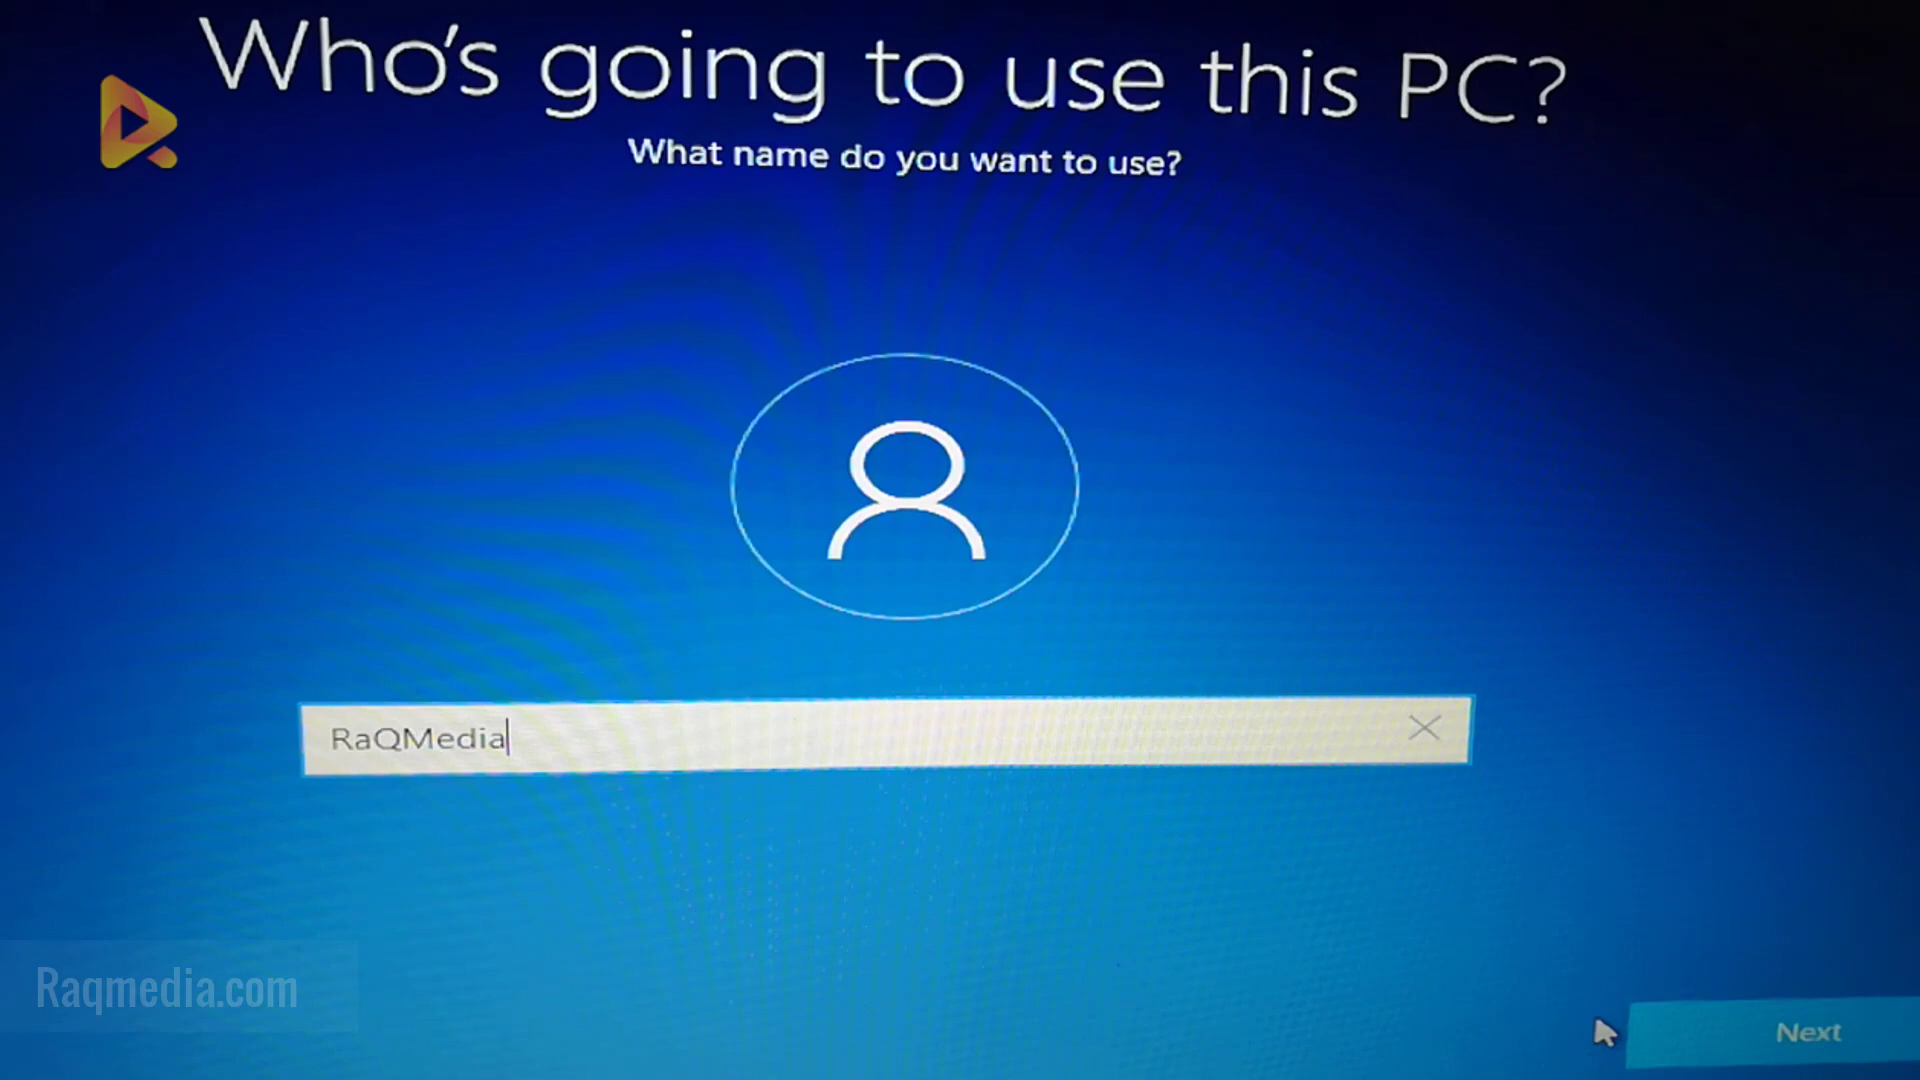 Who's going to use this PC?
What name do you want to use?
RaQMedia
Raqmedia.com
Next